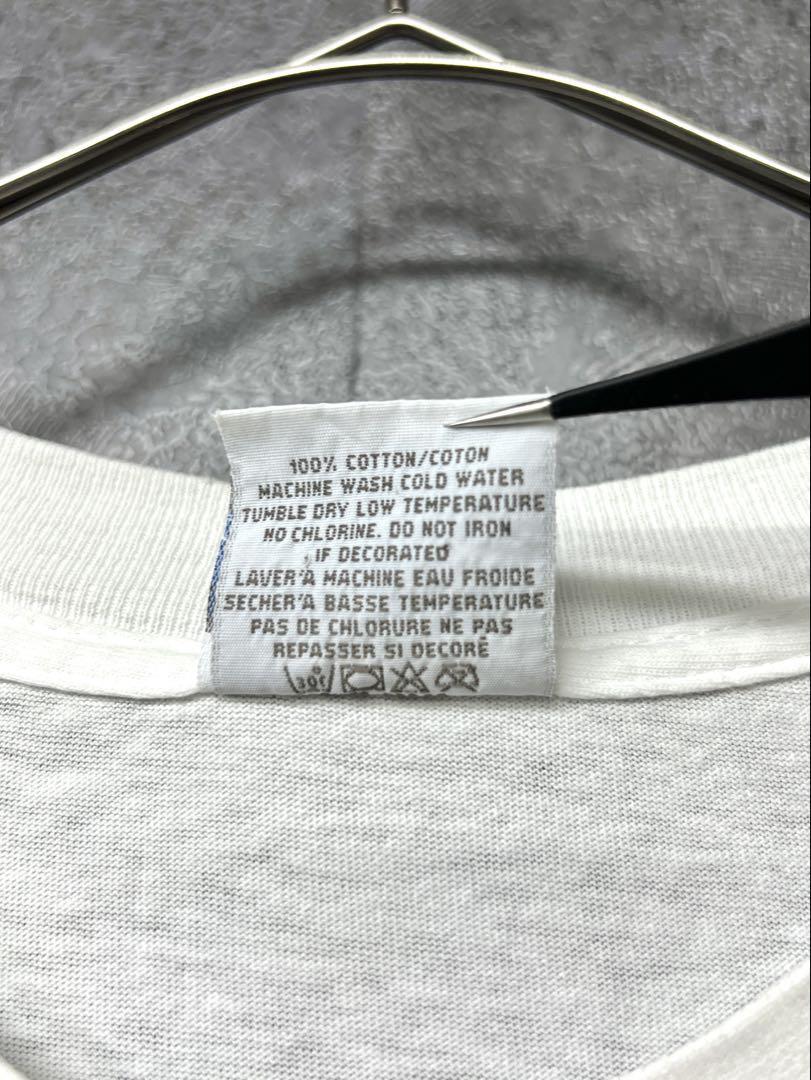 100% COTTON/COTON
MACHINE WASH COLD WATER
TUMBLE DRY LOW TEMPERATURE
NO CHLORINE. DO NOT IRON
IF DECORATED
LAVER'A MACHINE EAU FROIDE
SECHER'A BASSE TEMPERATURE
PAS DE CHLORURE NE PAS
REPASSER SI DECORÉ
30°C